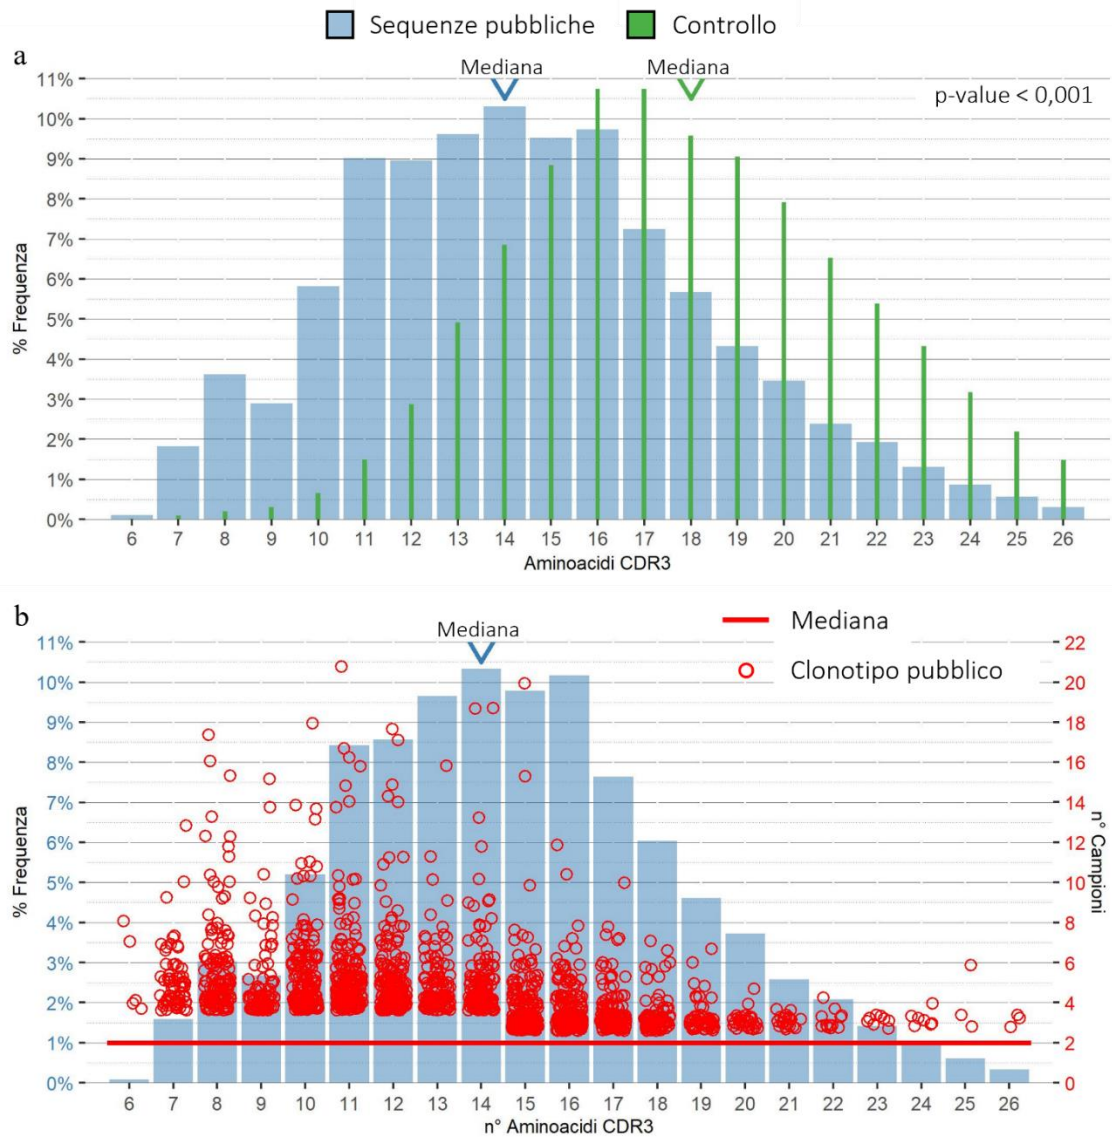 Sequenze pubbliche Controllo
a
Mediana Mediana
p-value < 0,001
11%
10%
9%
8%
7%
6%
5%
4%
3%
2%
1%
0%
% Frequenza
6 7 8 9 10 11 12 13 14 15 16 17 18 19 20 21 22 23 24 25 26
Aminoacidi CDR3
b
Mediana
Mediana
Clonotipo pubblico
11%
10%
9%
8%
7%
6%
5%
4%
3%
2%
1%
0%
% Frequenza
22
20
18
16
14
12
10
8
6
4
2
0
n° Campioni
6 7 8 9 10 11 12 13 14 15 16 17 18 19 20 21 22 23 24 25 26
n° Aminoacidi CDR3